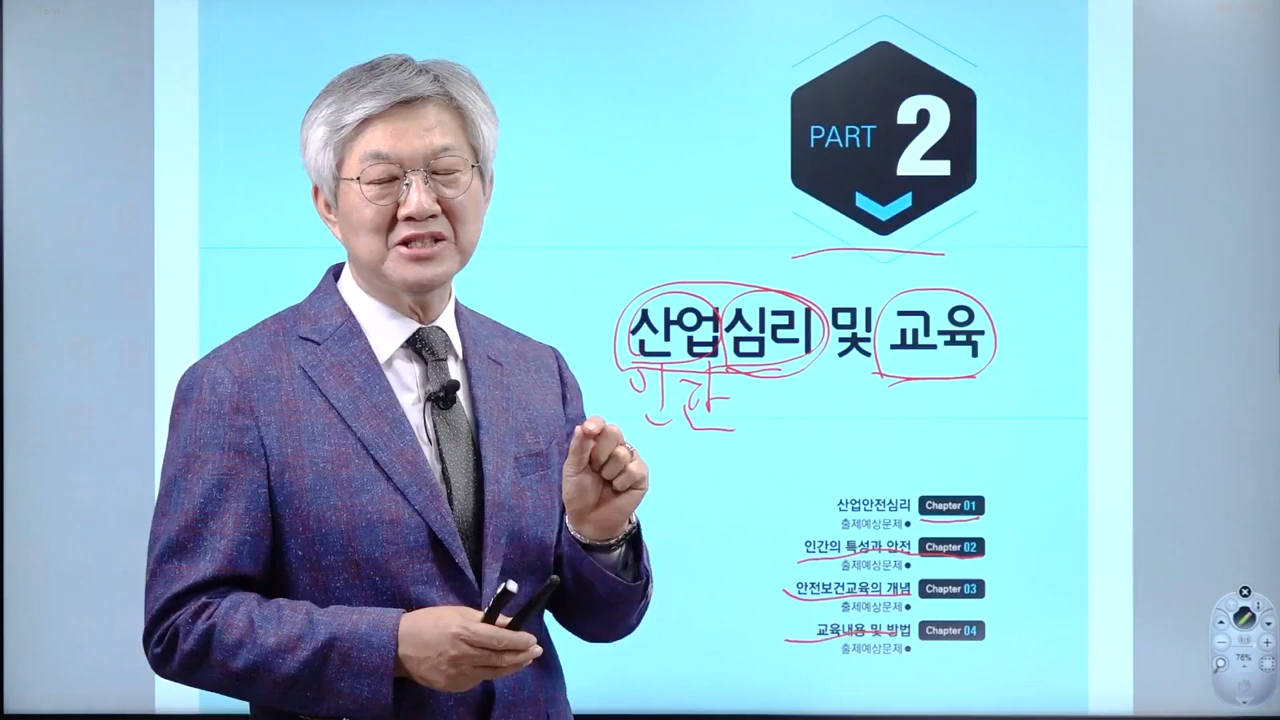 PART 2
산업심리 및 교육
인간
산업안전심리 Chapter 01
출제예상문제
인간의 특성과 안전 Chapter 02
출제예상문제
안전보건교육의 개념 Chapter 03
출제예상문제
교육내용 및 방법 Chapter 04
출제예상문제
76%